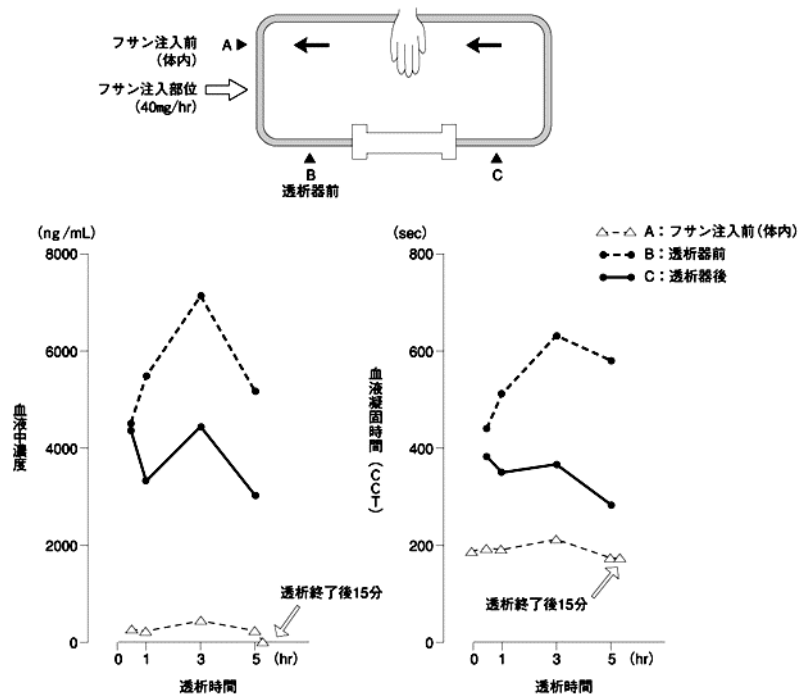 フサン注入前
(体内)
A
フサン注入部位
(40mg/hr)
B
透析器前
C
(ng/mL)
8000
6000
4000
2000
0
血液中濃度
0 1 3 5 (hr)
透析時間
透析終了後15分
(sec)
800
600
400
200
0
血液凝固時間(CCT)
0 1 3 5 (hr)
透析時間
透析終了後15分
A:フサン注入前(体内)
B:透析器前
C:透析器後